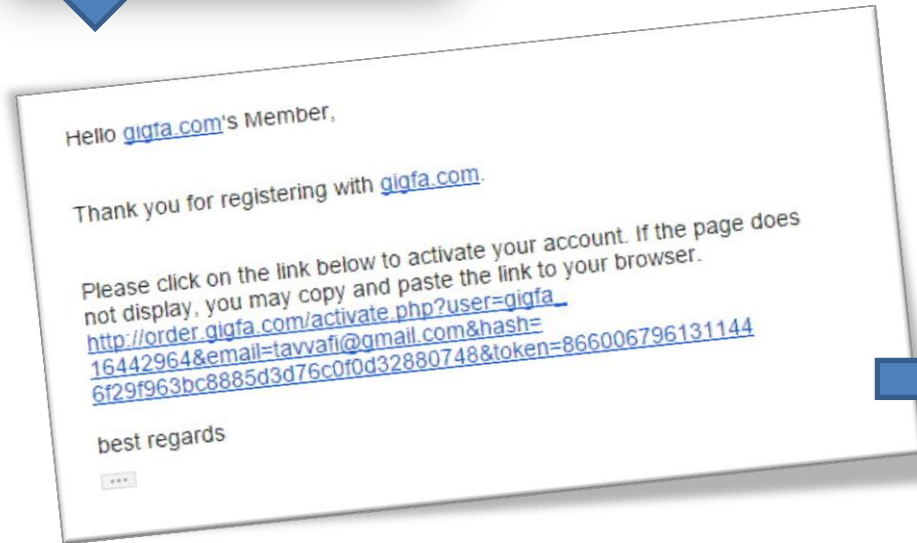 Hello gigfa.com's Member,
Thank you for registering with gigfa.com.
Please click on the link below to activate your account. If the page does
not display, you may copy and paste the link to your browser.
http://order.gigfa.com/activate.php?user=gigfa_
16442964&email=tavvafi@gmail.com&hash=
6f29f963bc8885d3d76c0f0d32880748&token=866006796131144
best regards